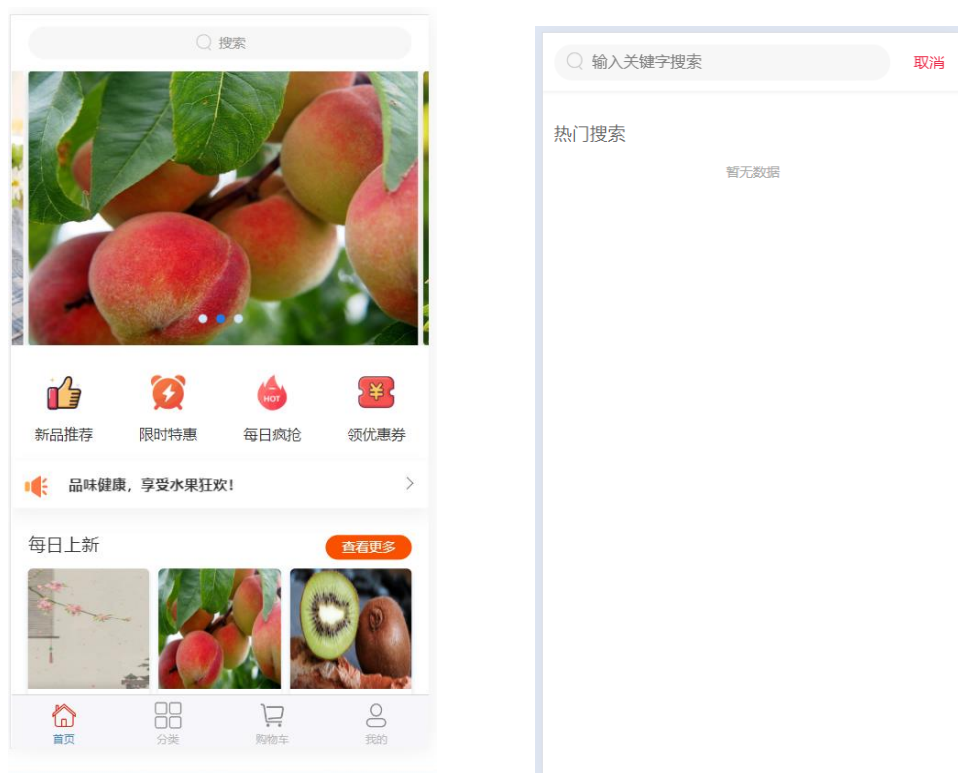 搜索
新品推荐 限时特惠 每日疯抢 领优惠券
HOT
品味健康，享受水果狂欢！
每日上新 查看更多
首页 分类 购物车 我的
输入关键字搜索 取消
热门搜索
暂无数据